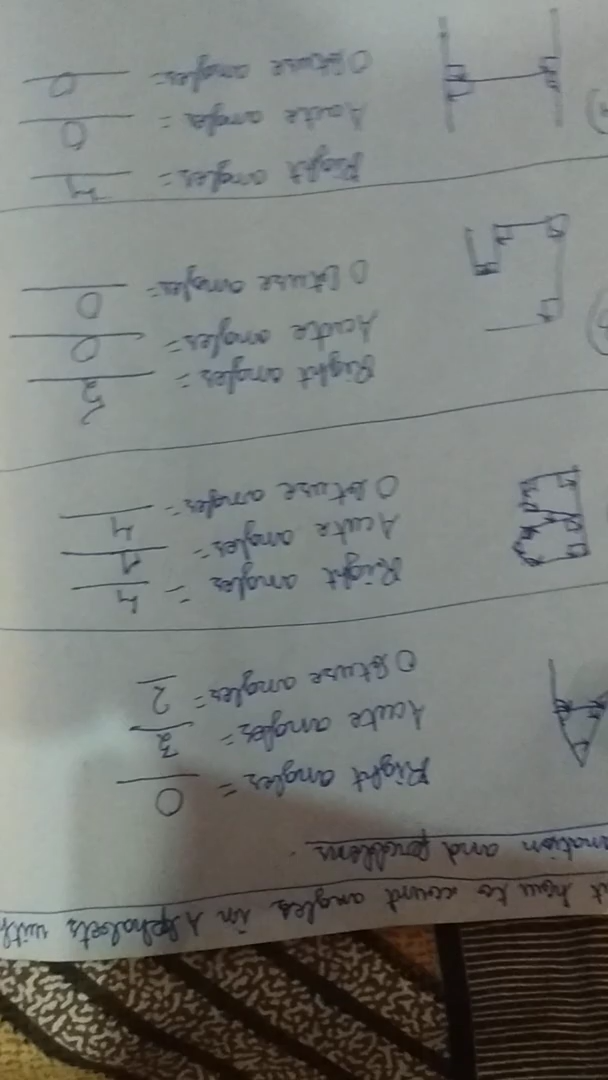 how to count angles in Alphabets with
and problems.
Right angles = 0
Acute angles = 3
Obtuse angles = 2
Right angles = 4
Acute angles = 1
Obtuse angles = 4
Right angles = 5
Acute angles = 0
Obtuse angles = 0
Right angles = 4
Acute angles = 0
Obtuse angles = 0